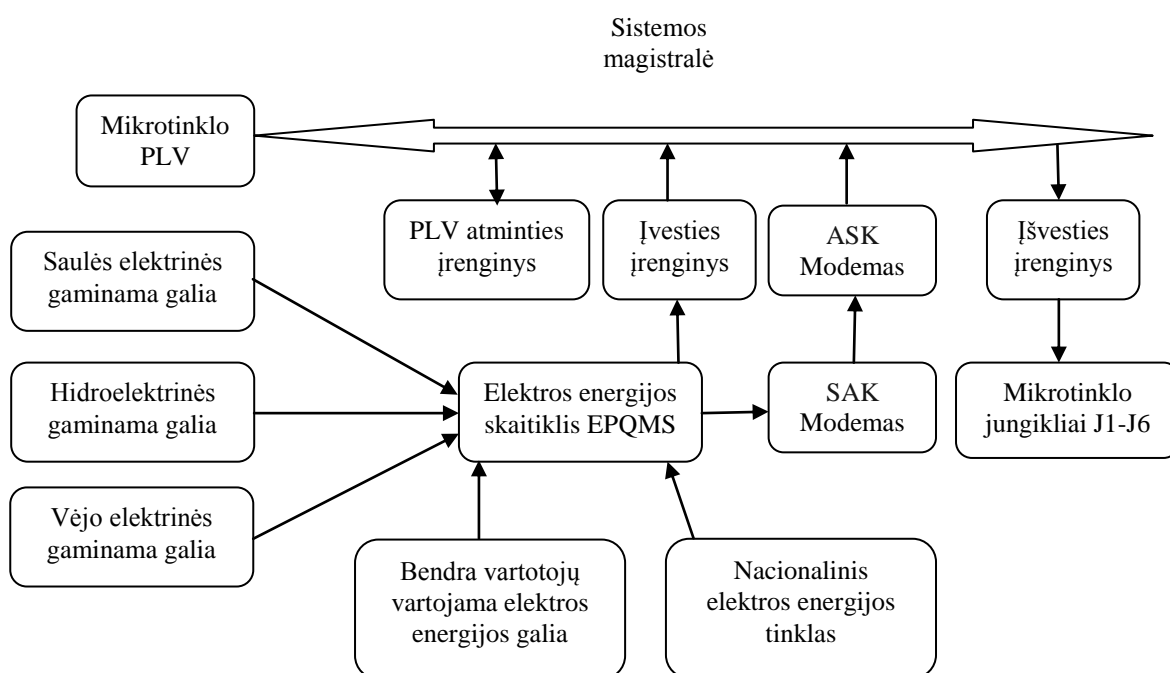 Sistemos
magistralė
Mikrotinklo
PLV
PLV atminties
įrenginys
Įvesties
įrenginys
ASK
Modemas
Įšvesties
įrenginys
Saulės elektrinės
gaminama galia
Hidroelektrinės
gaminama galia
Elektros energijos
skaitiklis EPQMS
SAK
Modemas
Mikrotinklo
jungikliai J1-J6
Vėjo elektrinės
gaminama galia
Bendra vartotojų
vartojama elektros
energijos galia
Nacionalinis
elektros energijos
tinklas